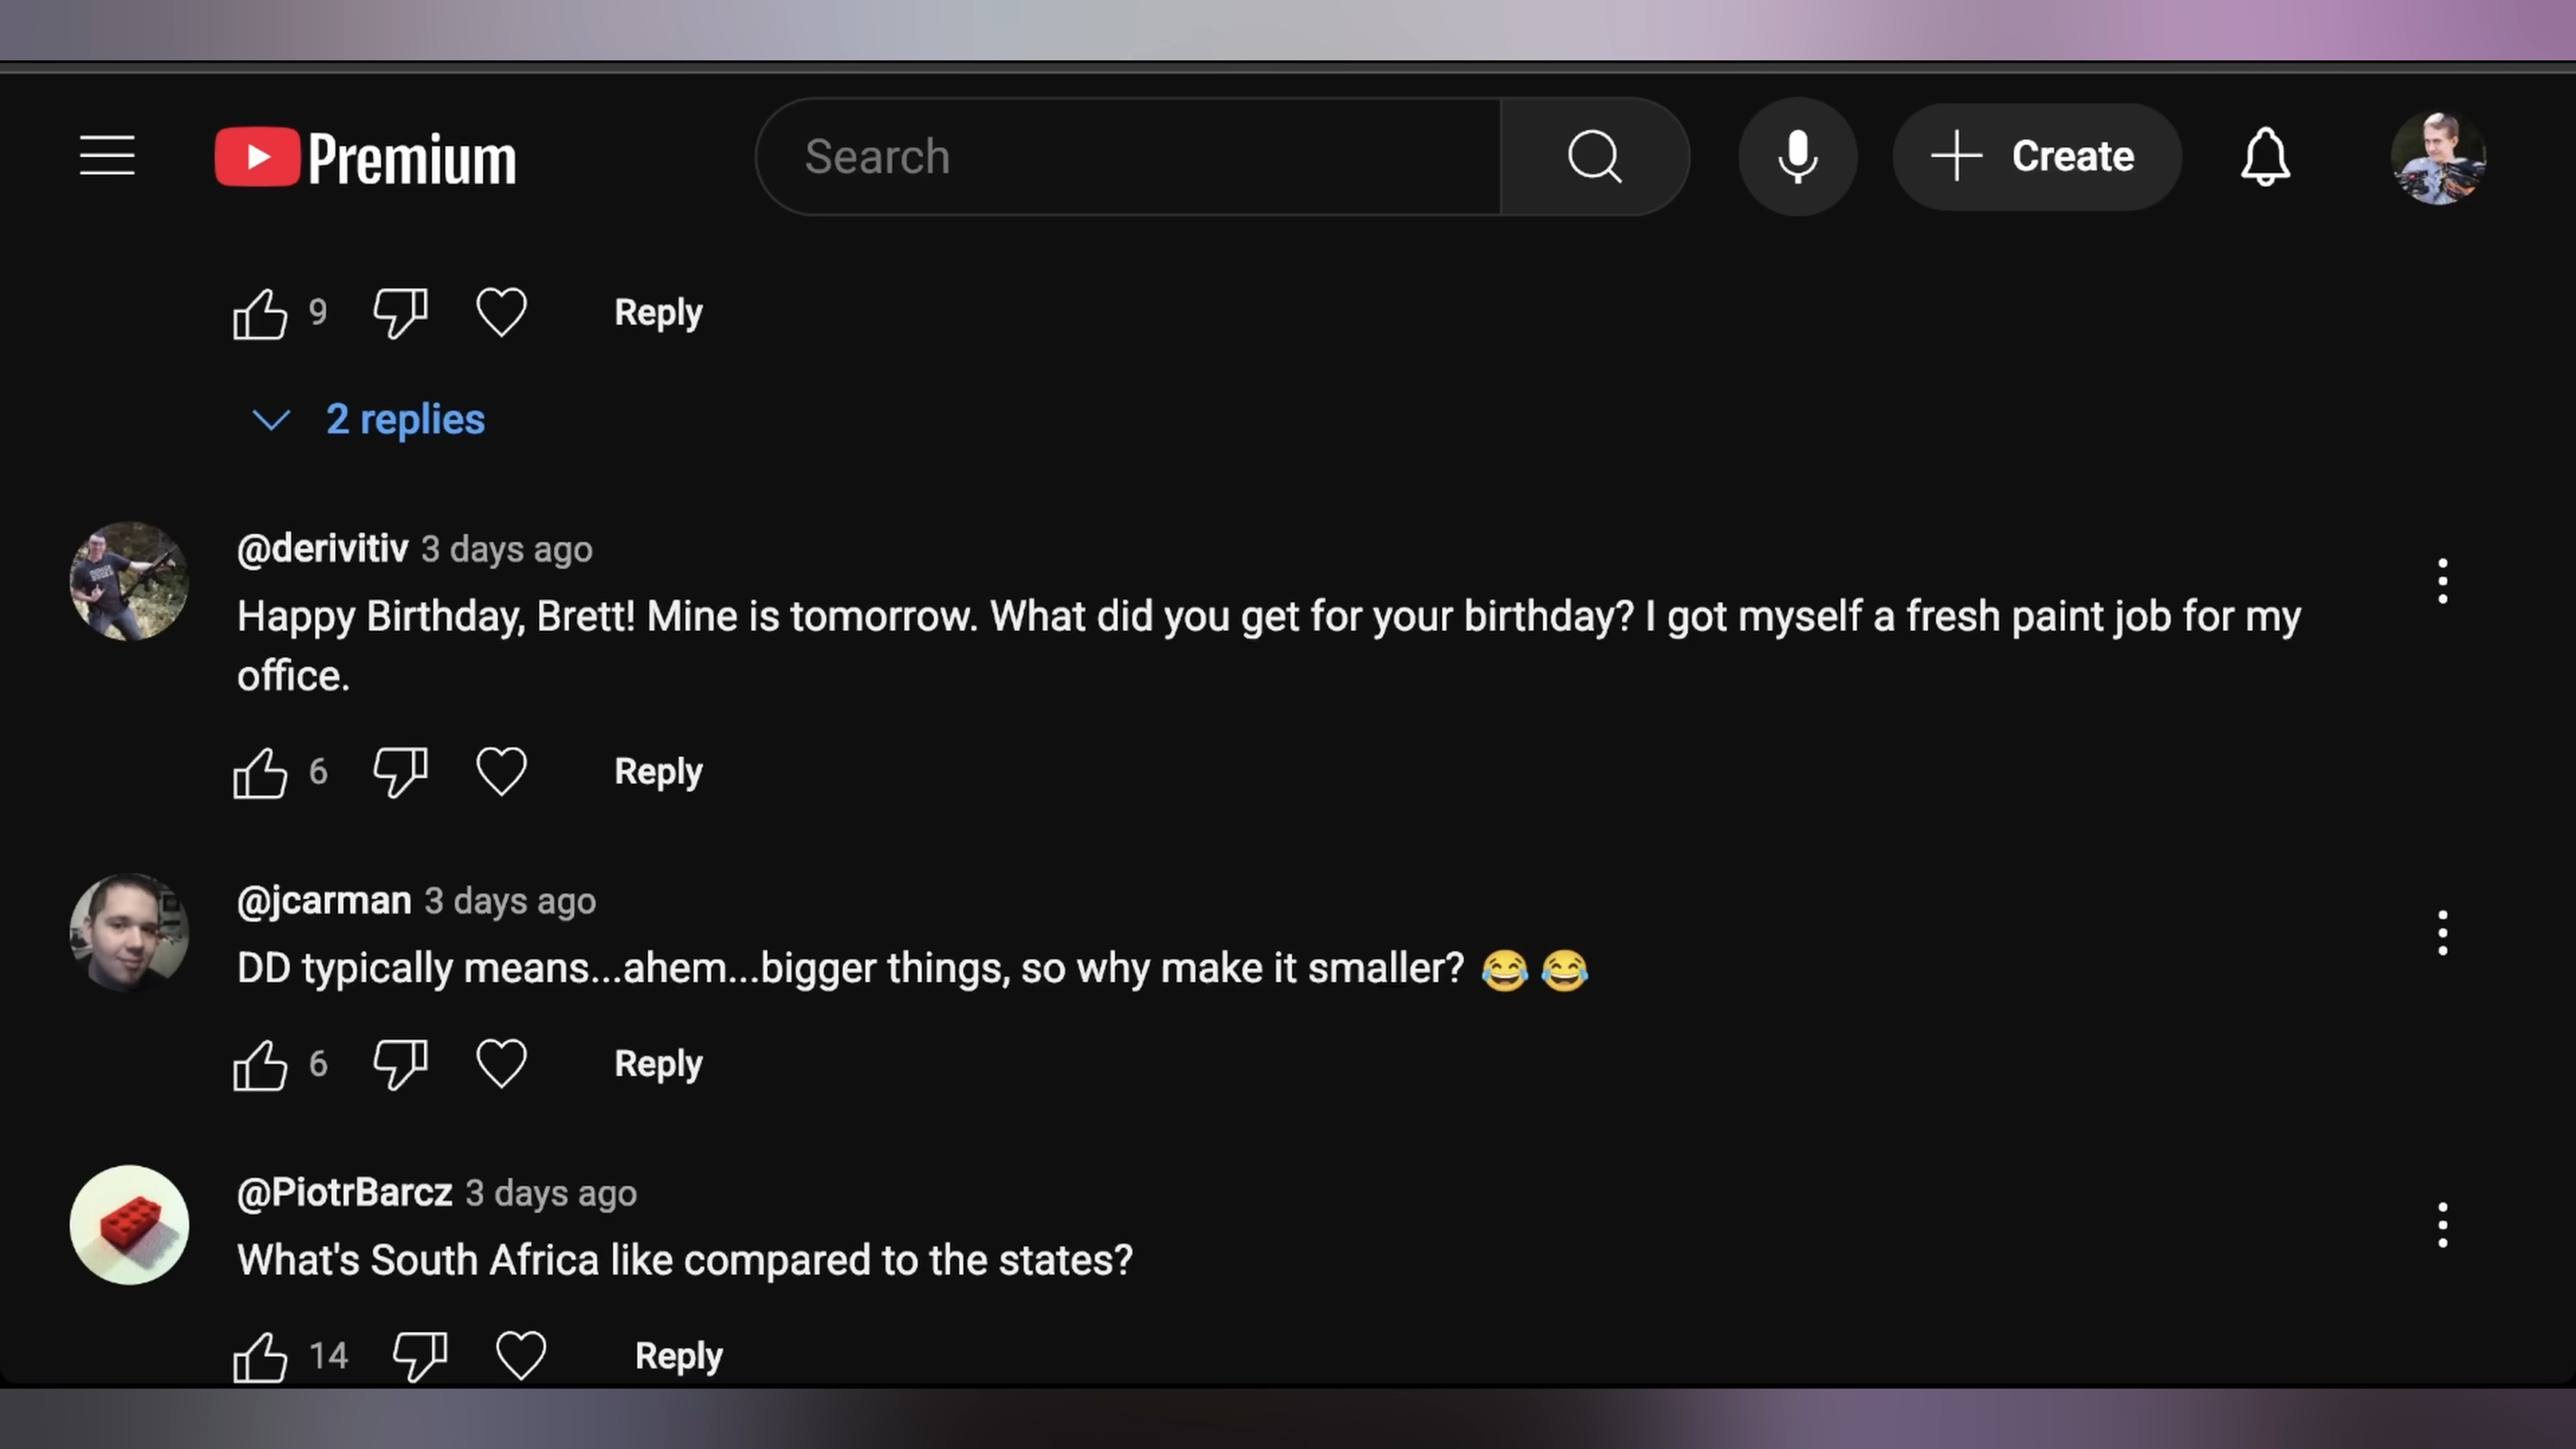 Premium
Search
Create
9
Reply
2 replies
@derivitiv 3 days ago
Happy Birthday, Brett! Mine is tomorrow. What did you get for your birthday? I got myself a fresh paint job for my
office.
6
Reply
@jcarman 3 days ago
DD typically means...ahem...bigger things, so why make it smaller? 😂 😂
6
Reply
@PiotrBarcz 3 days ago
What's South Africa like compared to the states?
14
Reply